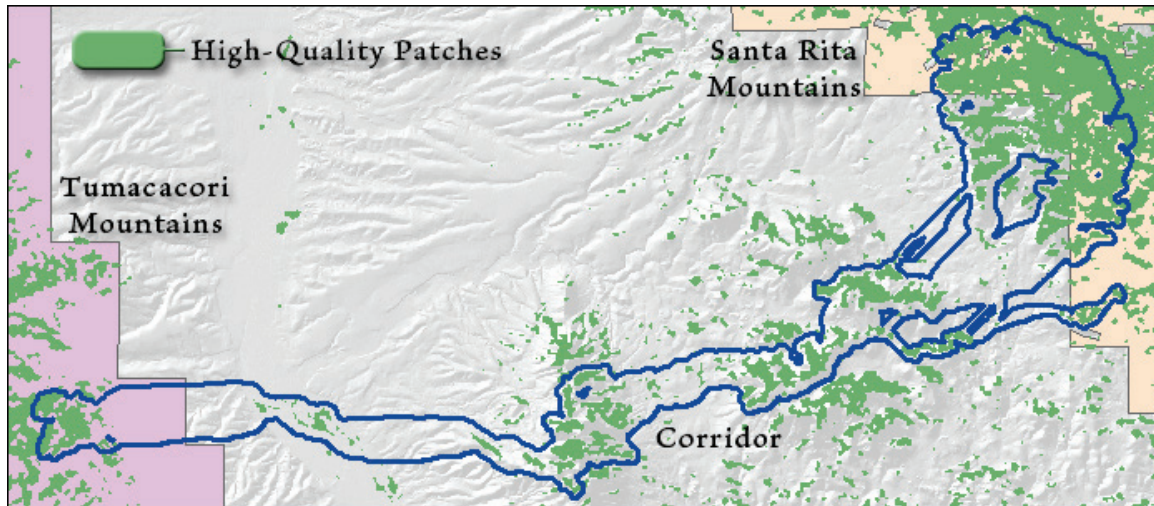 High-Quality Patches
Santa Rita
Mountains
Tumacacori
Mountains
Corridor